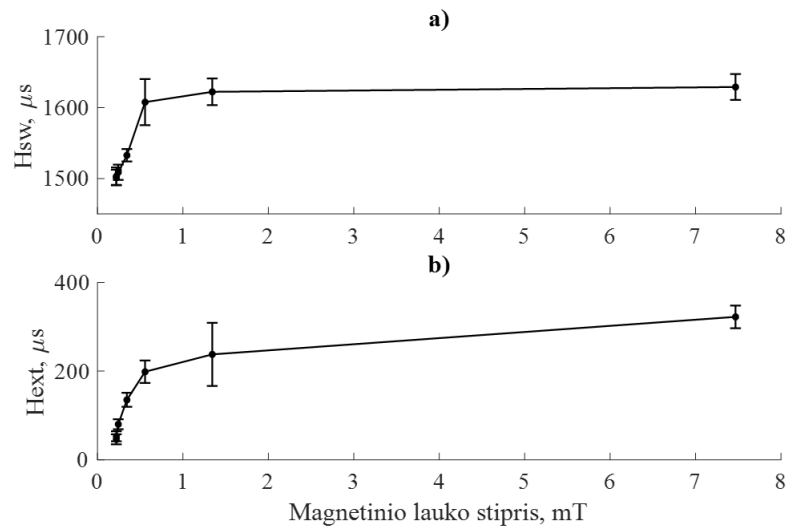 a)
1700
1600
1500
Hsw, μs
0 1 2 3 4 5 6 7 8
b)
400
200
0
Hext, μs
0 1 2 3 4 5 6 7 8
Magnetinio lauko stipris, mT